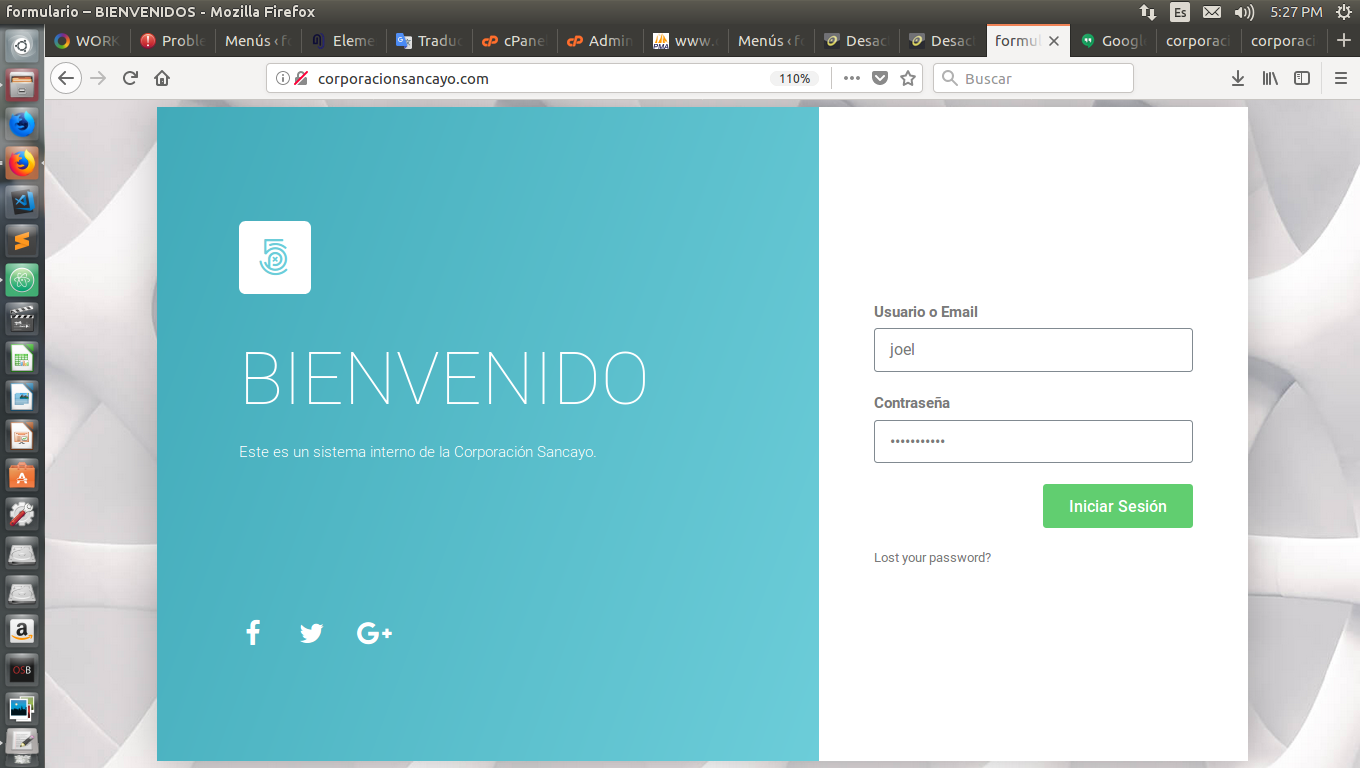 formulario – BIENVENIDOS - Mozilla Firefox
Es
5:27 PM
WORK
Proble
Menús ‹ fo
Eleme
Traduc
cPane
Admin
www.
Menús ‹ fo
Desac
Desac
formul
Googl
corporaci
corporaci
corporacionsancayo.com
110%
Buscar
BIENVENIDO
Este es un sistema interno de la Corporación Sancayo.
Usuario o Email
joel
Contraseña
•••••••••••
Iniciar Sesión
Lost your password?
G+
a
OSB